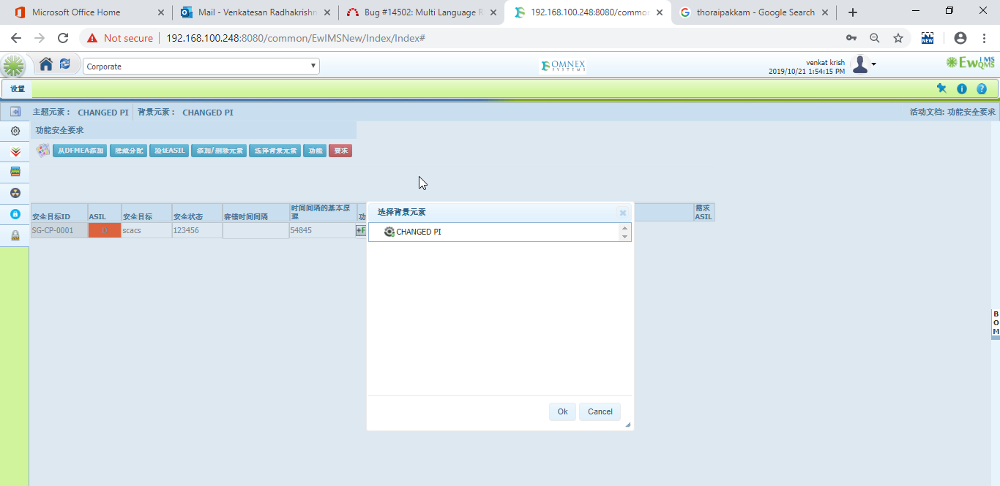 Microsoft Office Home
Mail - Venkatesan Radhakrishn
Bug #14502: Multi Language R
192.168.100.248:8080/commo
thoraipakkam - Google Search
Not secure
192.168.100.248:8080/common/EwIMSNew/Index/Index#
NEW
Corporate
OMNEX
SYSTEMS
venkat krish
2019/10/21 1:54:15 PM
EwQIMS
设置
主题元素： CHANGED PI
背景元素： CHANGED PI
活动文档: 功能安全要求
功能安全要求
从DFMEA添加
隐藏分配
验证ASIL
添加/删除元素
选择背景元素
功能
要求
安全目标ID
ASIL
安全目标
安全状态
容错时间间隔
时间间隔的基本原
理
功
需求
ASIL
SG-CP-0001
D
scacs
123456
54845
+F
选择背景元素
CHANGED PI
Ok
Cancel
B
O
M